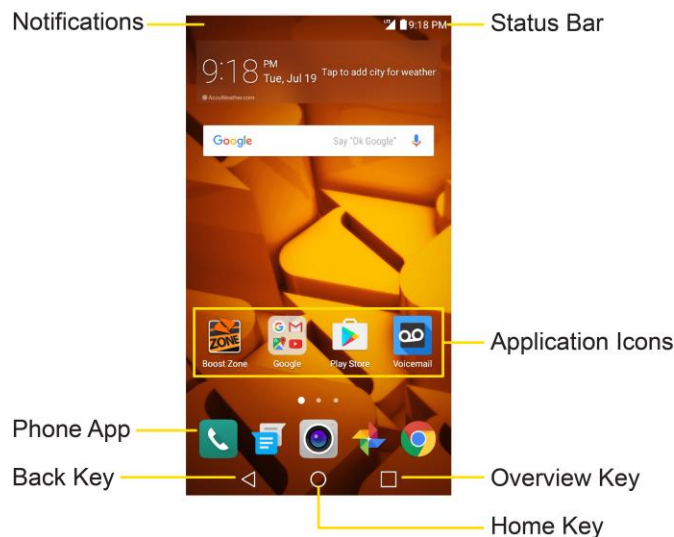 Notifications
LTE
9:18 PM
Status Bar
9:18 PM
Tue, Jul 19
Tap to add city for weather
AccuWeather.com
Google
Say "Ok Google"
ZONE
G M
Boost Zone
Google
Play Store
Voicemail
Application Icons
Phone App
Back Key
Overview Key
Home Key